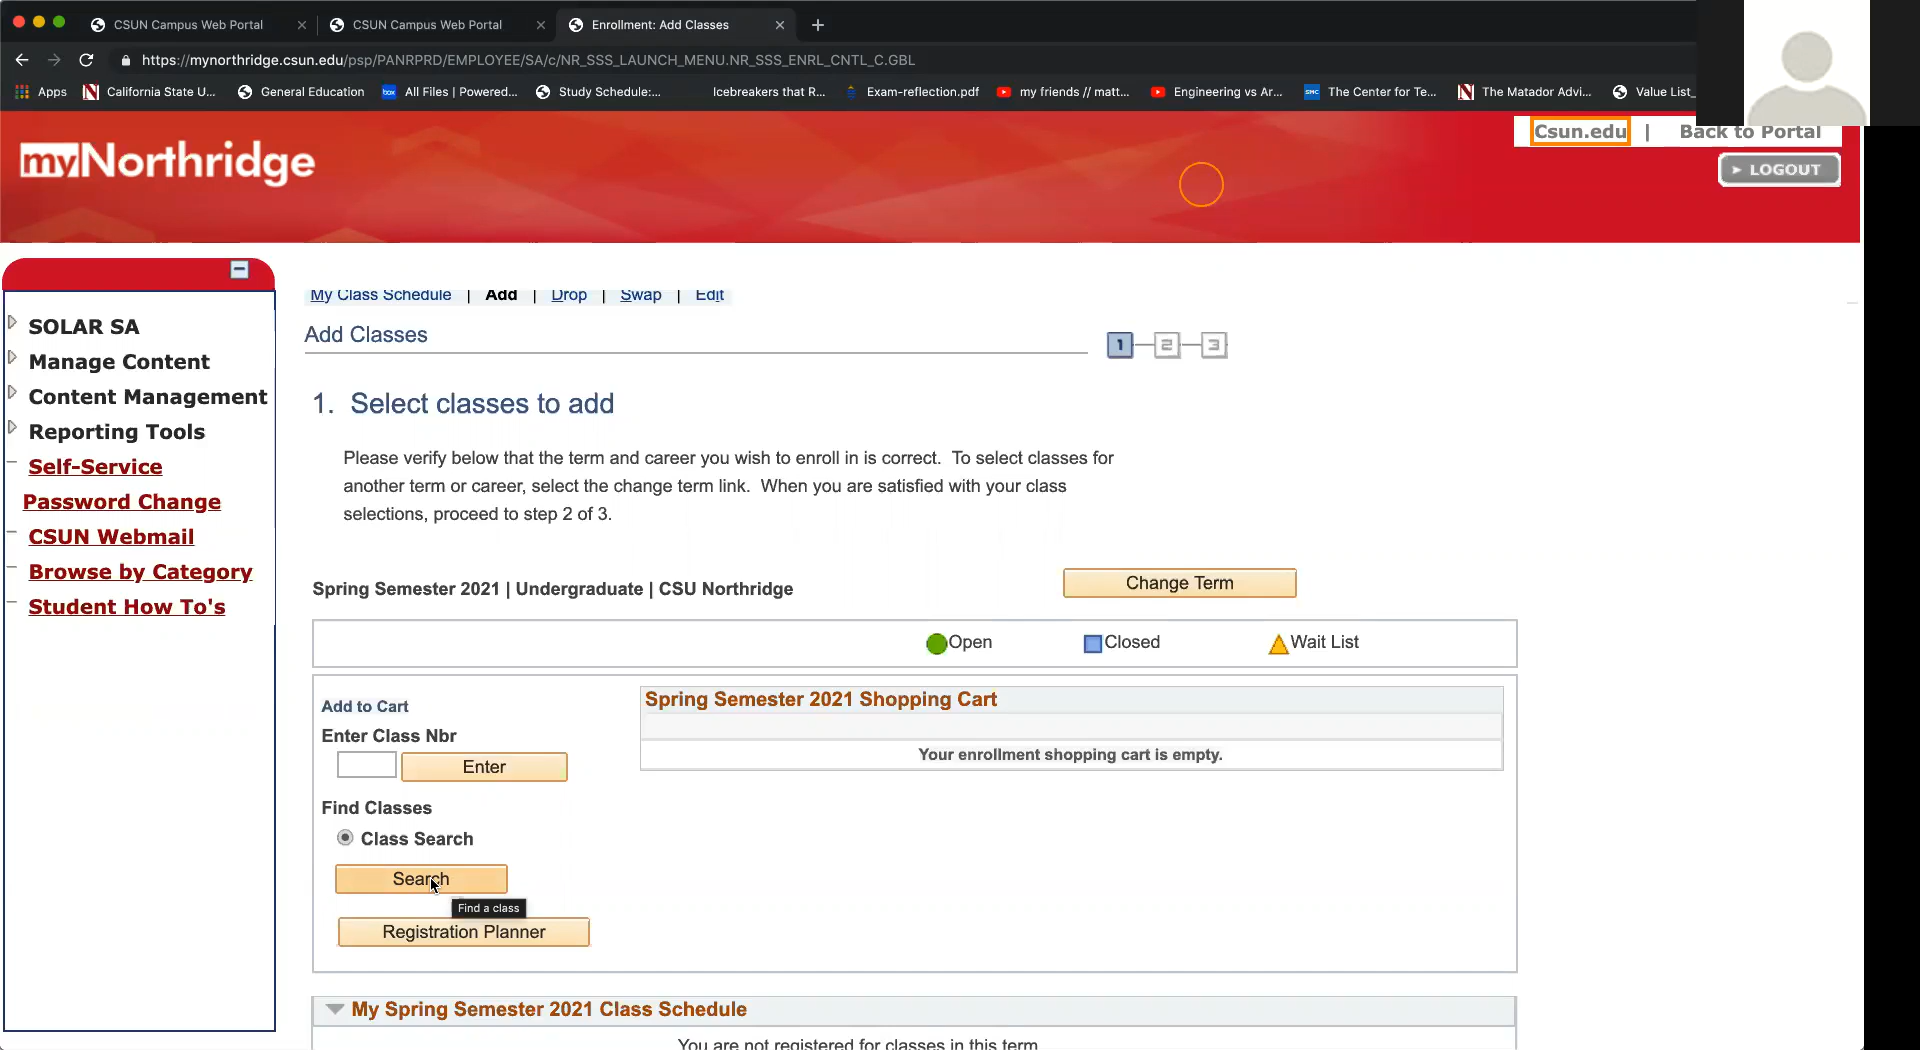 CSUN Campus Web Portal
CSUN Campus Web Portal
Enrollment: Add Classes
https://mynorthridge.csun.edu/psp/PANRPRD/EMPLOYEE/SA/c/NR_SSS_LAUNCH_MENU.NR_SSS_ENRL_CNTL_C.GBL
Apps
California State U...
General Education
box
All Files | Powered...
Study Schedule:...
Icebreakers that R...
Exam-reflection.pdf
my friends // matt...
Engineering vs Ar...
SMC
The Center for Te...
The Matador Advi...
Value List_
Csun.edu | Back to Portal
myNorthridge
LOGOUT
SOLAR SA
Manage Content
Content Management
Reporting Tools
Self-Service
Password Change
CSUN Webmail
Browse by Category
Student How To's
My Class Schedule | Add | Drop | Swap | Edit
Add Classes
1 2 3
1. Select classes to add
Please verify below that the term and career you wish to enroll in is correct. To select classes for
another term or career, select the change term link. When you are satisfied with your class
selections, proceed to step 2 of 3.
Spring Semester 2021 | Undergraduate | CSU Northridge
Change Term
Open
Closed
Wait List
Add to Cart
Enter Class Nbr
Enter
Find Classes
Class Search
Search
Find a class
Registration Planner
Spring Semester 2021 Shopping Cart
Your enrollment shopping cart is empty.
My Spring Semester 2021 Class Schedule
You are not registered for classes in this term